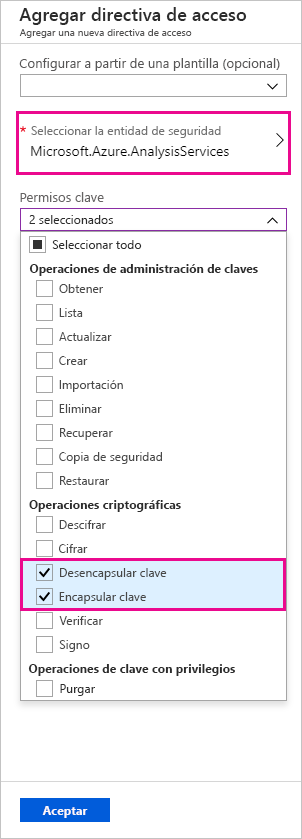 Agregar directiva de acceso
Agregar una nueva directiva de acceso
Configurar a partir de una plantilla (opcional)
* Seleccionar la entidad de seguridad
Microsoft.Azure.AnalysisServices
Permisos clave
2 seleccionados
Seleccionar todo
Operaciones de administración de claves
Obtener
Lista
Actualizar
Crear
Importación
Eliminar
Recuperar
Copia de seguridad
Restaurar
Operaciones criptográficas
Descifrar
Cifrar
Desencapsular clave
Encapsular clave
Verificar
Signo
Operaciones de clave con privilegios
Purgar
Aceptar